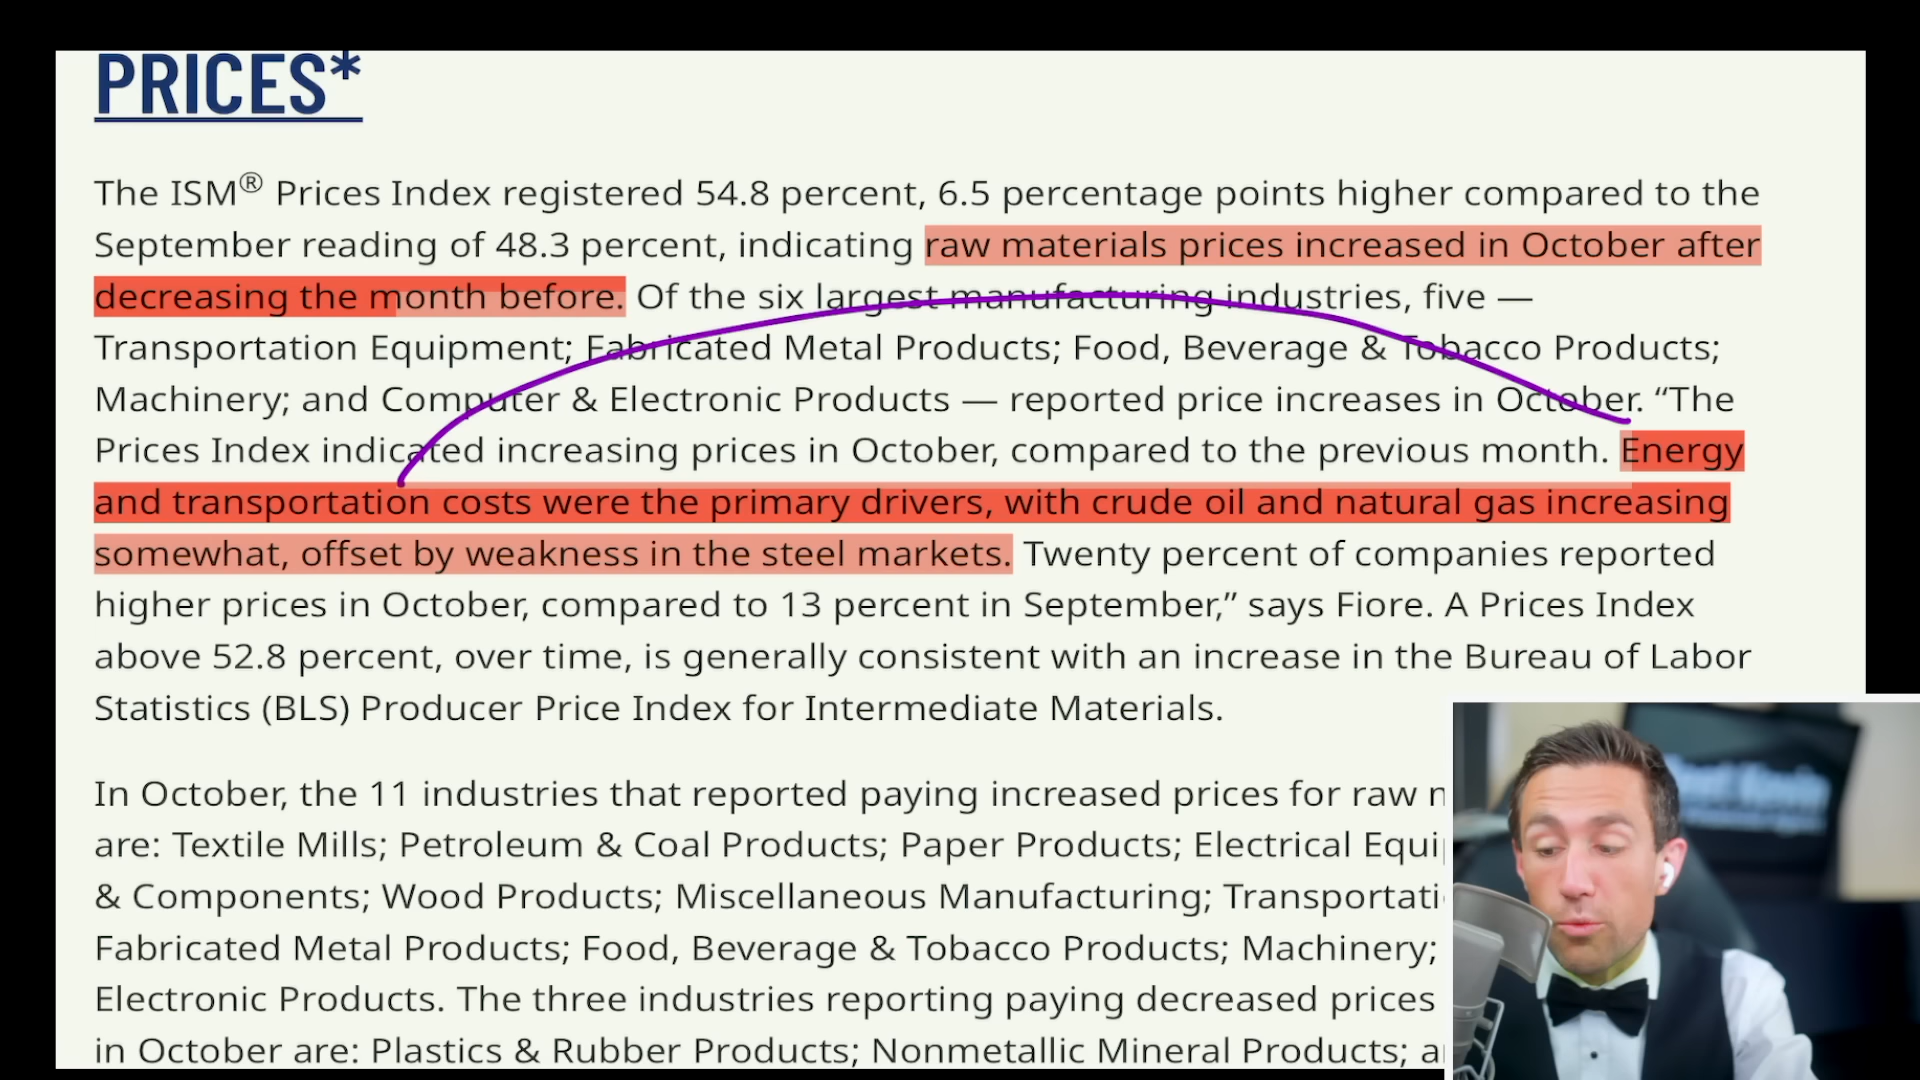 PRICES*
The ISM® Prices Index registered 54.8 percent, 6.5 percentage points higher compared to the
September reading of 48.3 percent, indicating raw materials prices increased in October after
decreasing the month before. Of the six largest manufacturing industries, five —
Transportation Equipment; Fabricated Metal Products; Food, Beverage & Tobacco Products;
Machinery; and Computer & Electronic Products — reported price increases in October. “The
Prices Index indicated increasing prices in October, compared to the previous month. Energy
and transportation costs were the primary drivers, with crude oil and natural gas increasing
somewhat, offset by weakness in the steel markets. Twenty percent of companies reported
higher prices in October, compared to 13 percent in September,” says Fiore. A Prices Index
above 52.8 percent, over time, is generally consistent with an increase in the Bureau of Labor
Statistics (BLS) Producer Price Index for Intermediate Materials.
In October, the 11 industries that reported paying increased prices for raw
are: Textile Mills; Petroleum & Coal Products; Paper Products; Electrical
& Components; Wood Products; Miscellaneous Manufacturing;
Fabricated Metal Products; Food, Beverage & Tobacco Products; Machinery;
Electronic Products. The three industries reporting paying decreased prices
in October are: Plastics & Rubber Products; Nonmetallic Mineral Products;